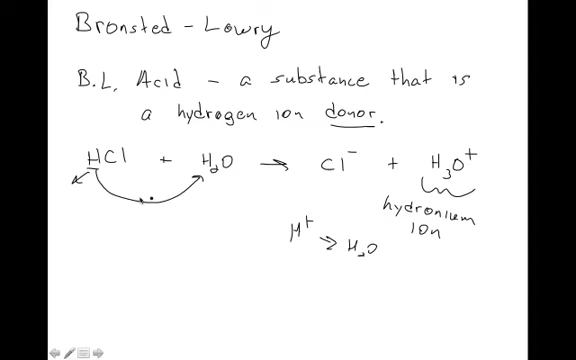 Bronsted - Lowry
B.L. Acid - a substance that is
a hydrogen ion donor.
HCl + H₂O → Cl⁻ + H₃O⁺
hydronium
ion
H⁺ → H₂O